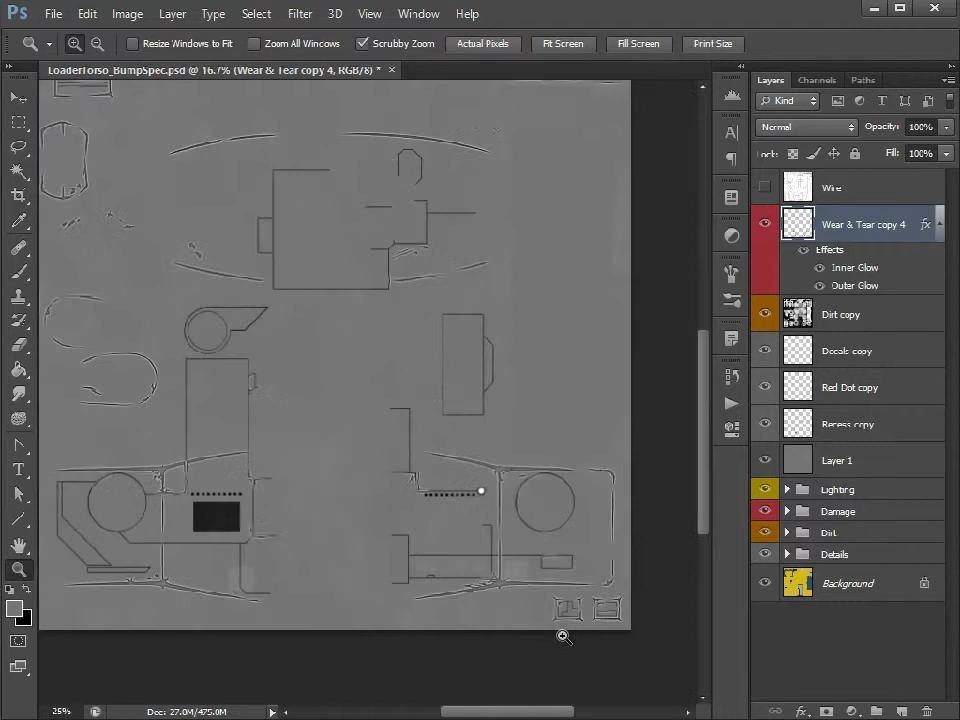 Ps File Edit Image Layer Type Select Filter 3D View Window Help
Resize Windows to Fit Zoom All Windows Scrubby Zoom Actual Pixels Fit Screen Fill Screen Print Size
LoaderTorso_BumpSpec.psd @ 16.7% (Wear & Tear copy 4, RGB/8) * ×
Layers Channels Paths
Kind
Normal Opacity: 100%
Lock: Fill: 100%
Wire
Wear & Tear copy 4 fx
Effects
Inner Glow
Outer Glow
Dirt copy
Decals copy
Red Dot copy
Recess copy
Layer 1
Lighting
Damage
Dirt
Details
Background
25% Doc: 27.0M/475.0M